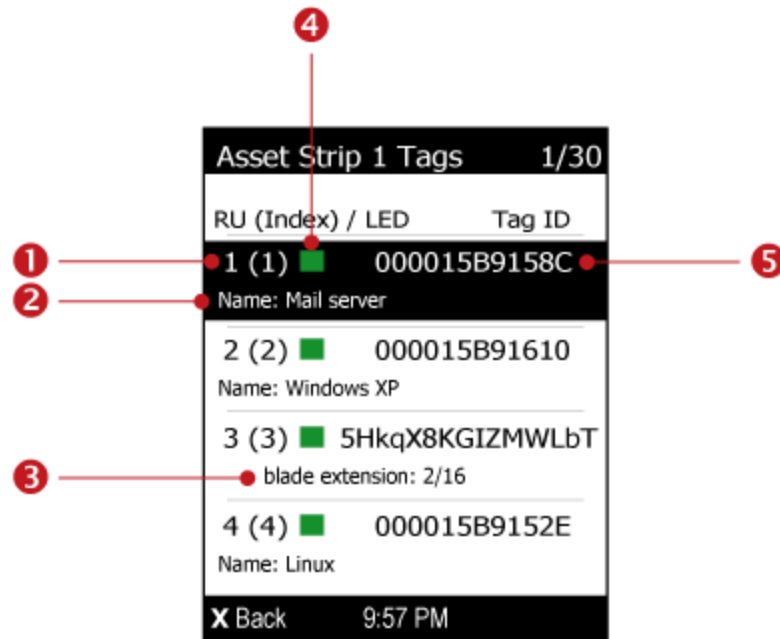 4
Asset Strip 1 Tags 1/30
RU (Index) / LED Tag ID
1 1 (1) 000015B9158C 5
2 Name: Mail server
2 (2) 000015B91610
Name: Windows XP
3 (3) 5HkqX8KGIZMWLbT
3 blade extension: 2/16
4 (4) 000015B9152E
Name: Linux
X Back 9:57 PM